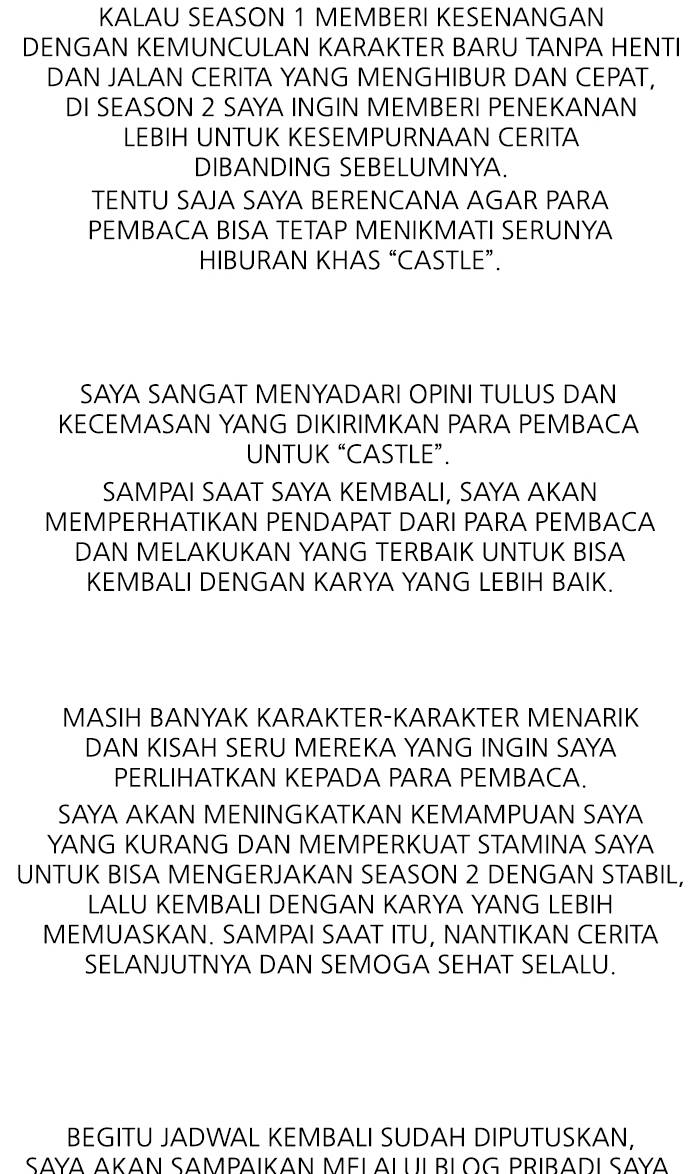 KALAU SEASON 1 MEMBERI KESENANGAN
DENGAN KEMUNCULAN KARAKTER BARU TANPA HENTI
DAN JALAN CERITA YANG MENGHIBUR DAN CEPAT,
DI SEASON 2 SAYA INGIN MEMBERI PENEKANAN
LEBIH UNTUK KESEMPURNAAN CERITA
DIBANDING SEBELUMNYA.
TENTU SAJA SAYA BERENCANA AGAR PARA
PEMBACA BISA TETAP MENIKMATI SERUNYA
HIBURAN KHAS “CASTLE”.
SAYA SANGAT MENYADARI OPINI TULUS DAN
KECEMASAN YANG DIKIRIMKAN PARA PEMBACA
UNTUK “CASTLE”.
SAMPAI SAAT SAYA KEMBALI, SAYA AKAN
MEMPERHATIKAN PENDAPAT DARI PARA PEMBACA
DAN MELAKUKAN YANG TERBAIK UNTUK BISA
KEMBALI DENGAN KARYA YANG LEBIH BAIK.
MASIH BANYAK KARAKTER-KARAKTER MENARIK
DAN KISAH SERU MEREKA YANG INGIN SAYA
PERLIHATKAN KEPADA PARA PEMBACA.
SAYA AKAN MENINGKATKAN KEMAMPUAN SAYA
YANG KURANG DAN MEMPERKUAT STAMINA SAYA
UNTUK BISA MENGERJAKAN SEASON 2 DENGAN STABIL,
LALU KEMBALI DENGAN KARYA YANG LEBIH
MEMUASKAN. SAMPAI SAAT ITU, NANTIKAN CERITA
SELANJUTNYA DAN SEMOGA SEHAT SELALU.
BEGITU JADWAL KEMBALI SUDAH DIPUTUSKAN,
SAYA AKAN SAMPAIKAN MELALUI BLOG PRIBADI SAYA